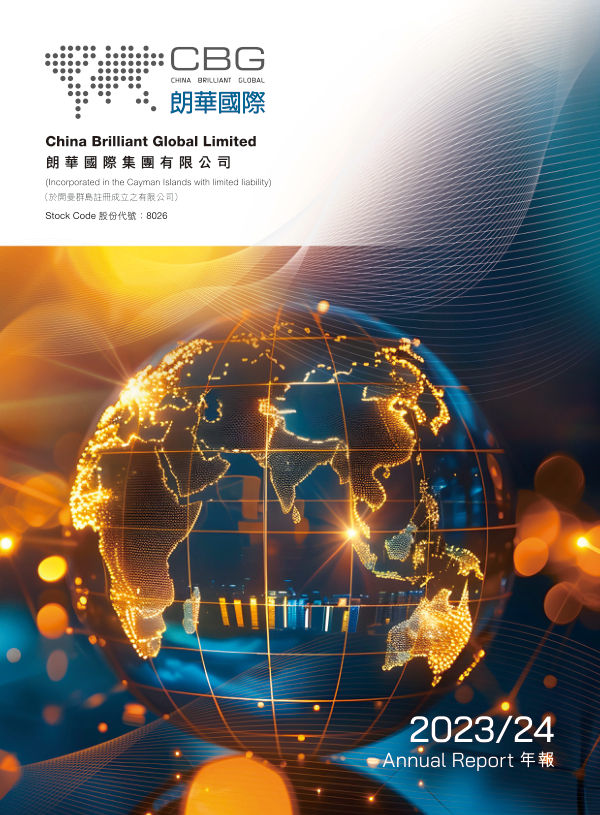 CBG
CHINA BRILLIANT GLOBAL
朗華國際
China Brilliant Global Limited
朗華國際集團有限公司
(Incorporated in the Cayman Islands with limited liability)
（於開曼群島註冊成立之有限公司）
Stock Code 股份代號：8026
2023/24
Annual Report 年報